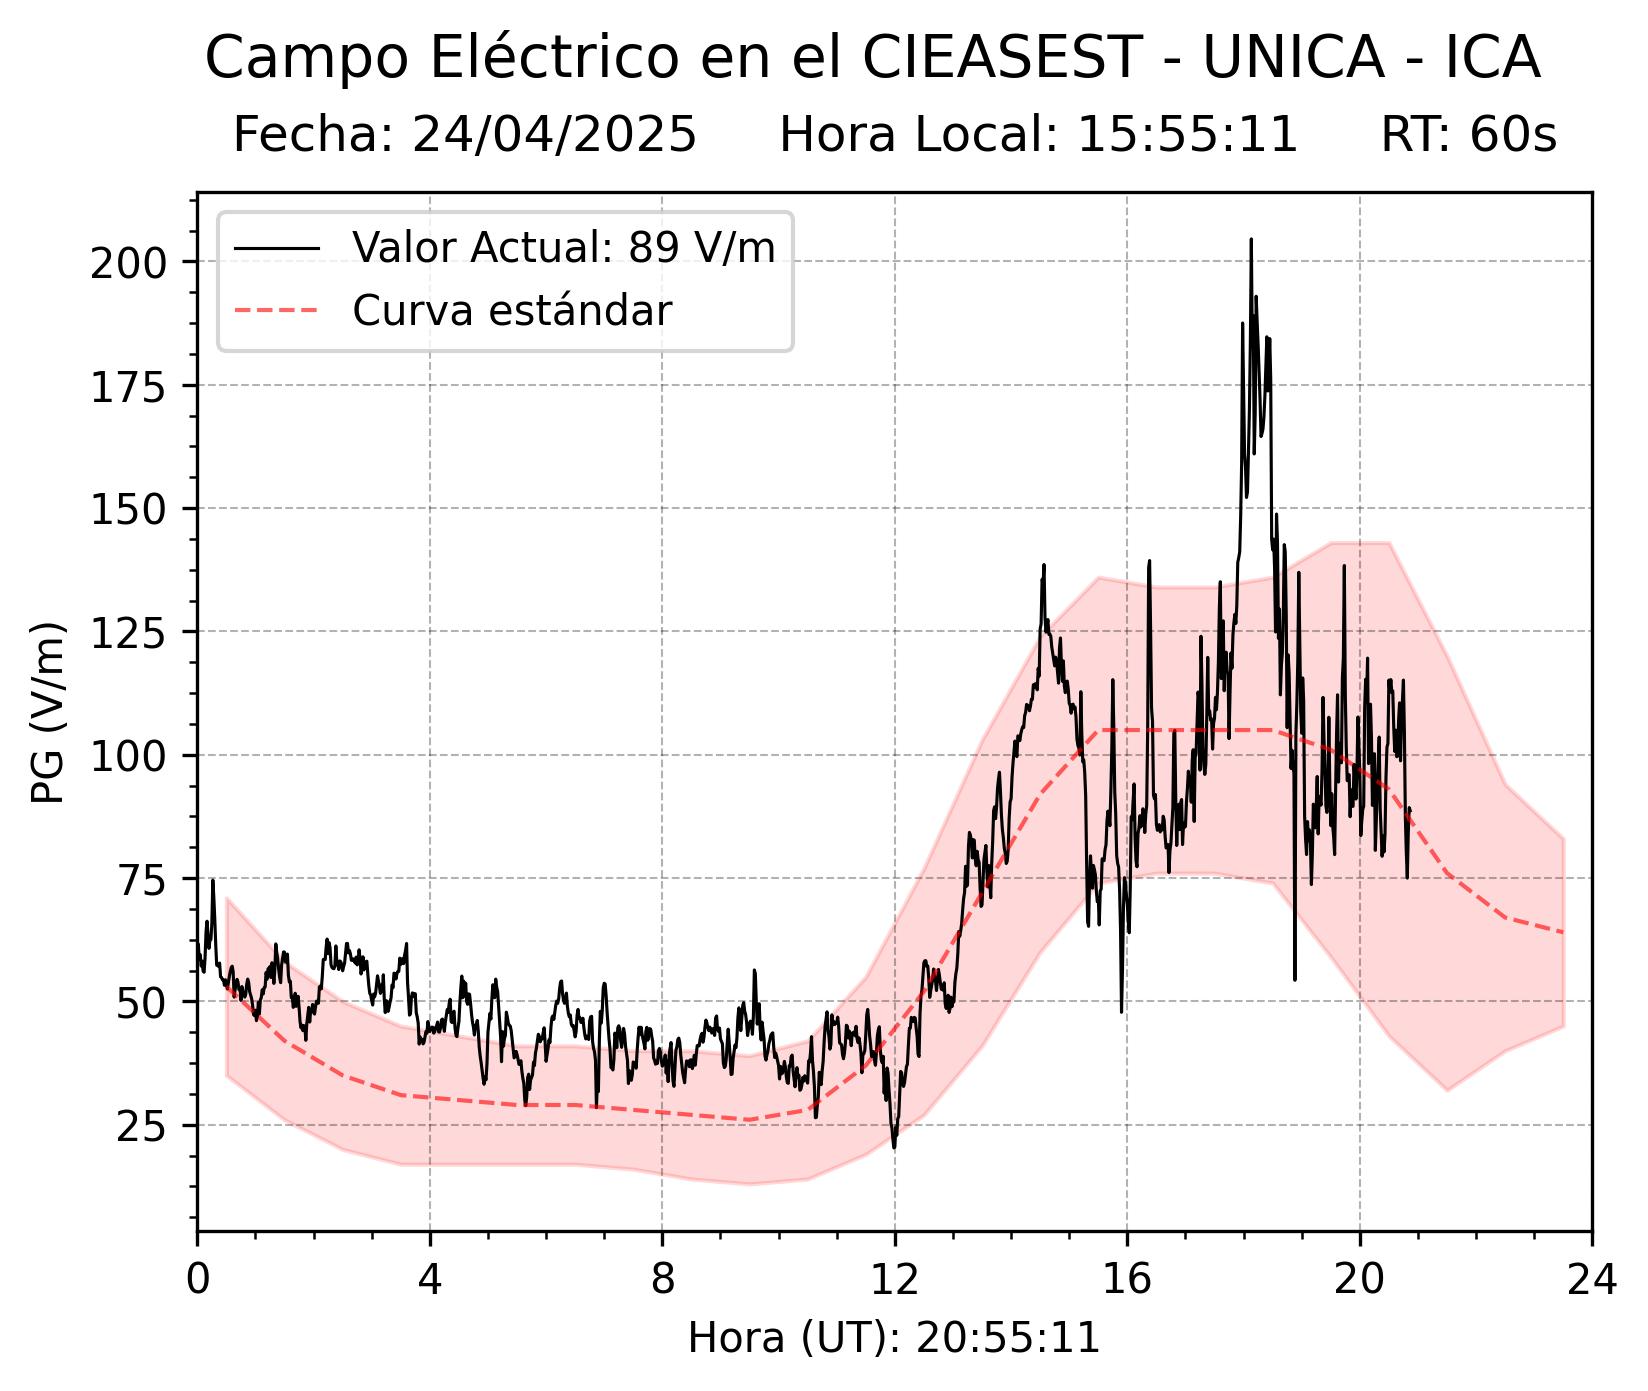 Campo Eléctrico en el CIEASEST - UNICA - ICA
Fecha: 24/04/2025 Hora Local: 15:55:11 RT: 60s
Valor Actual: 89 V/m
Curva estándar
PG (V/m)
200
175
150
125
100
75
50
25
0 4 8 12 16 20 24
Hora (UT): 20:55:11